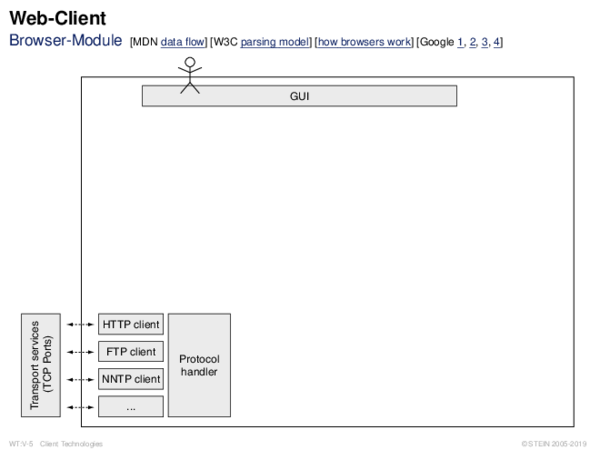 Web-Client
Browser-Module [MDN data flow] [W3C parsing model] [how browsers work] [Google 1, 2, 3, 4]
GUI
Transport services
(TCP Ports)
HTTP client
FTP client
NNTP client
...
Protocol
handler
WT:V-5 Client Technologies
© STEIN 2005-2019